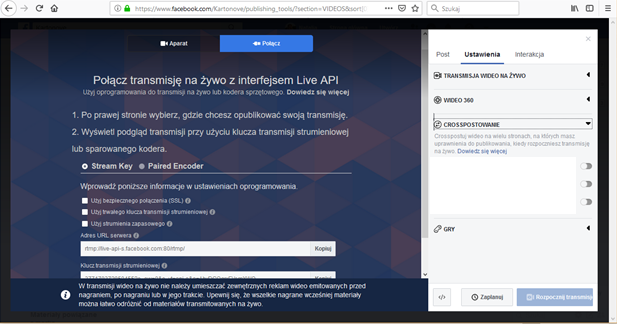 https://www.facebook.com/Kartonove/publishing_tools/?section=VIDEOS&sort[
Szukaj
Aparat
Połącz
Połącz transmisję na żywo z interfejsem Live API
Użyj oprogramowania do transmisji na żywo lub kodera sprzętowego. Dowiedz się więcej
1. Po prawej stronie wybierz, gdzie chcesz opublikować swoją transmisję.
2. Wyświetl podgląd transmisji przy użyciu klucza transmisji strumieniowej
lub sparowanego kodera.
Stream Key
Paired Encoder
Wprowadź poniższe informacje w ustawieniach oprogramowania.
Użyj bezpiecznego połączenia (SSL)
Użyj trwałego klucza transmisji strumieniowej
Użyj strumienia zapasowego
Adres URL serwera
rtmp://live-api-s.facebook.com:80/rtmp/
Kopiuj
Klucz transmisji strumieniowej
Kopiuj
W transmisji wideo na żywo nie należy umieszczać zewnętrznych reklam wideo emitowanych przed
nagraniem, po nagraniu lub w jego trakcie. Upewnij się, że wszelkie nagrane wcześniej materiały
można łatwo odróżnić od materiałów transmitowanych na żywo.
Post
Ustawienia
Interakcja
TRANSMISJA WIDEO NA ŻYWO
WIDEO 360
CROSSPOSTOWANIE
Crosspostuj wideo na wielu stronach, na których masz
uprawnienia do publikowania, kiedy rozpoczniesz transmisję
na żywo. Dowiedz się więcej
GRY
</> Zaplanuj
Rozpocznij transmisję